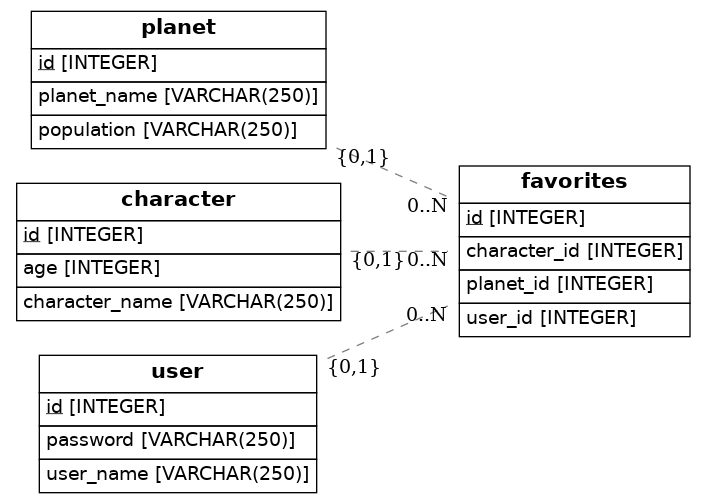 planet
id [INTEGER]
planet_name [VARCHAR(250)]
population [VARCHAR(250)]
{0,1}
0..N
character
id [INTEGER]
age [INTEGER]
character_name [VARCHAR(250)]
{0,1}
0..N
user
id [INTEGER]
password [VARCHAR(250)]
user_name [VARCHAR(250)]
{0,1}
0..N
favorites
id [INTEGER]
character_id [INTEGER]
planet_id [INTEGER]
user_id [INTEGER]